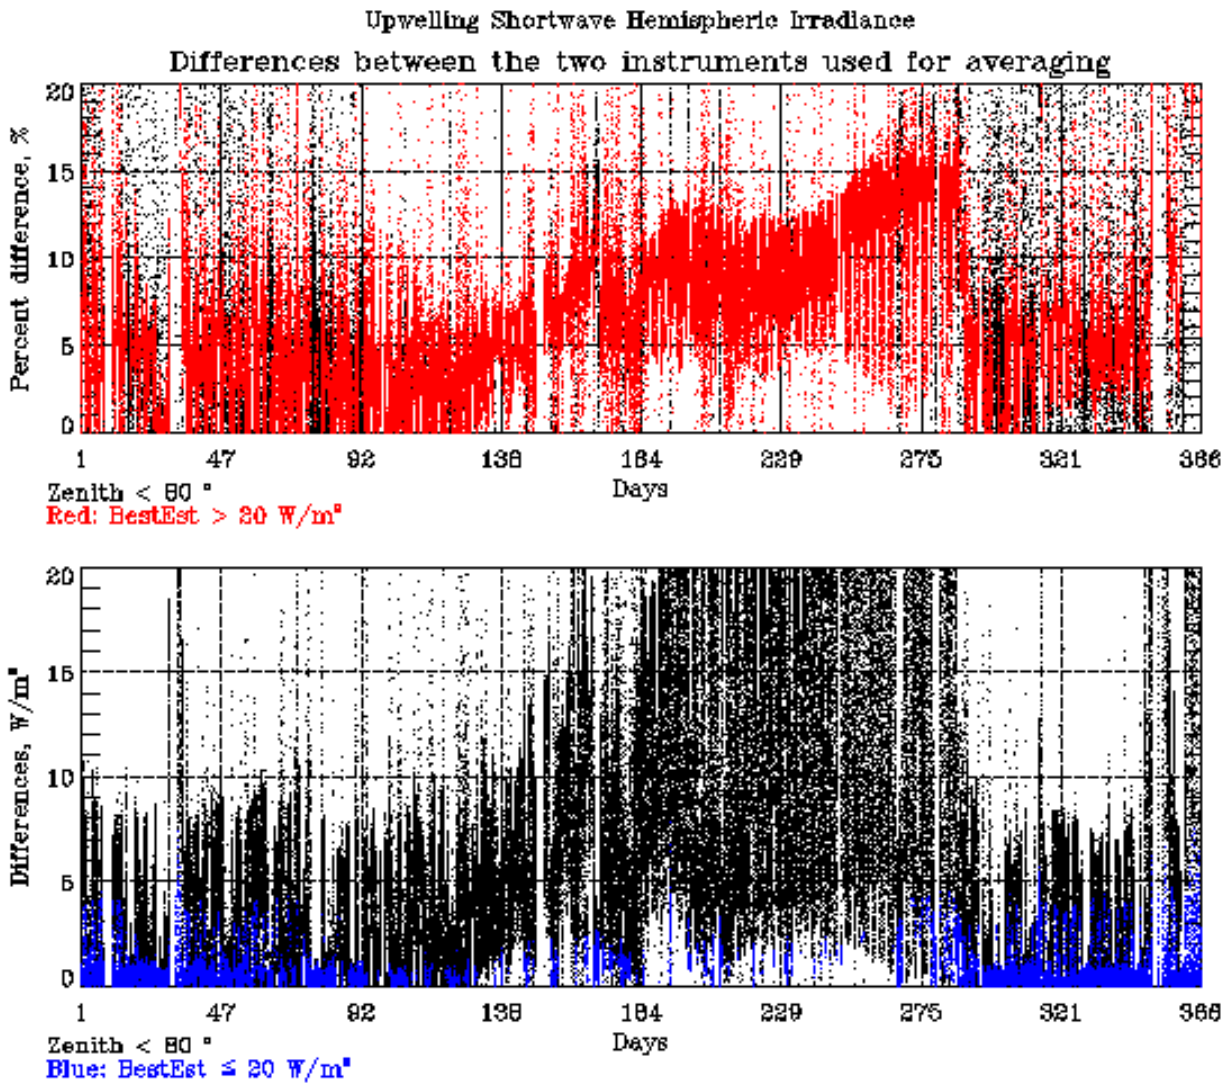 Upwelling Shortwave Hemispheric Irradiance
Differences between the two instruments used for averaging
Percent difference, %
20
15
10
5
0
1 47 92 138 184 229 275 321 366
Days
Zenith < 80 °
Red: BestEst > 20 W/m²
Differences, W/m²
20
15
10
5
0
1 47 92 138 184 229 275 321 366
Days
Zenith < 80 °
Blue: BestEst ≤ 20 W/m²